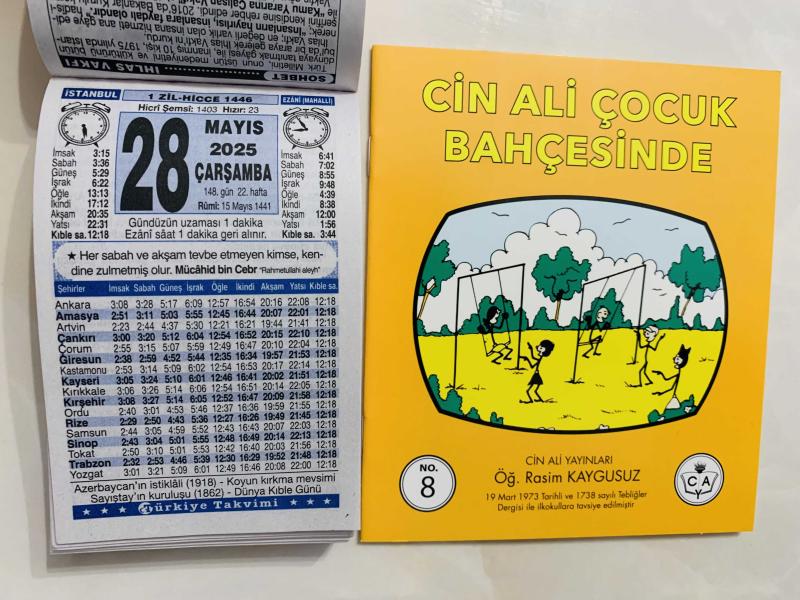 Türk Milletini, onun üstün medeniyetini ve kültürünü bütün
SOHBET ................ İHLAS VAKFI
İSTANBUL
1 ZİL-HİCCE 1446
Hicrî Şemsî: 1403 Hızır: 23
EZÂNÎ (MAHALLİ)
İmsak 3:15
Sabah 3:36
Güneş 5:29
İşrak 6:22
Öğle 13:13
İkindi 17:12
Akşam 20:35
Yatsı 22:31
Kıble sa. 12:18
28
MAYIS
2025
ÇARŞAMBA
148. gün 22. hafta
Rûmî: 15 Mayıs 1441
İmsak 6:41
Sabah 7:02
Güneş 8:55
İşrak 9:48
Öğle 4:39
İkindi 8:38
Akşam 12:00
Yatsı 1:56
Kıble sa. 3:44
Gündüzün uzaması 1 dakika
Ezânî sâat 1 dakika geri alınır.
★ Her sabah ve akşam tevbe etmeyen kimse, ken-
dine zulmetmiş olur. Mücâhid bin Cebr "Rahmetullahi aleyh"
Şehirler İmsak Sabah Güneş İşrak Öğle İkindi Akşam Yatsı Kıble sa.
Ankara 3:08 3:28 5:17 6:09 12:57 16:54 20:16 22:08 12:18
Amasya 2:51 3:11 5:03 5:55 12:45 16:44 20:07 22:01 12:18
Artvin 2:23 2:44 4:37 5:30 12:21 16:21 19:44 21:41 12:18
Çankırı 3:00 3:20 5:12 6:04 12:54 16:52 20:15 22:10 12:18
Çorum 2:55 3:15 5:07 5:59 12:49 16:47 20:10 22:04 12:18
Giresun 2:38 2:59 4:52 5:44 12:35 16:34 19:57 21:53 12:18
Kastamonu 2:53 3:14 5:09 6:02 12:54 16:53 20:17 22:14 12:18
Kayseri 3:05 3:24 5:10 6:01 12:46 16:41 20:02 21:51 12:18
Kırıkkale 3:06 3:26 5:14 6:06 12:54 16:51 20:14 22:05 12:18
Kırşehir 3:08 3:27 5:14 6:05 12:52 16:47 20:09 21:58 12:18
Ordu 2:40 3:01 4:53 5:46 12:37 16:36 19:59 21:55 12:18
Rize 2:29 2:50 4:43 5:36 12:27 16:26 19:49 21:45 12:18
Samsun 2:44 3:05 4:59 5:52 12:43 16:43 20:07 22:03 12:18
Sinop 2:43 3:04 5:01 5:55 12:48 16:49 20:14 22:13 12:18
Tokat 2:50 3:10 5:01 5:53 12:42 16:40 20:03 21:56 12:18
Trabzon 2:32 2:53 4:46 5:39 12:30 16:29 19:52 21:48 12:18
Yozgat 3:01 3:21 5:09 6:01 12:49 16:46 20:08 22:00 12:18
Azerbaycan'ın istiklâli (1918) - Koyun kırkma mevsimi
Sayıştay'ın kuruluşu (1862) - Dünya Kıble Günü
★ ★ ★ Türkiye Takvimi ★ ★ ★
CİN ALİ ÇOCUK
BAHÇESİNDE
CİN ALİ YAYINLARI
Öğ. Rasim KAYGUSUZ
19 Mart 1973 Tarihli ve 1738 sayılı Tebliğler
Dergisi ile ilkokullara tavsiye edilmiştir
NO.
8
C A
Y